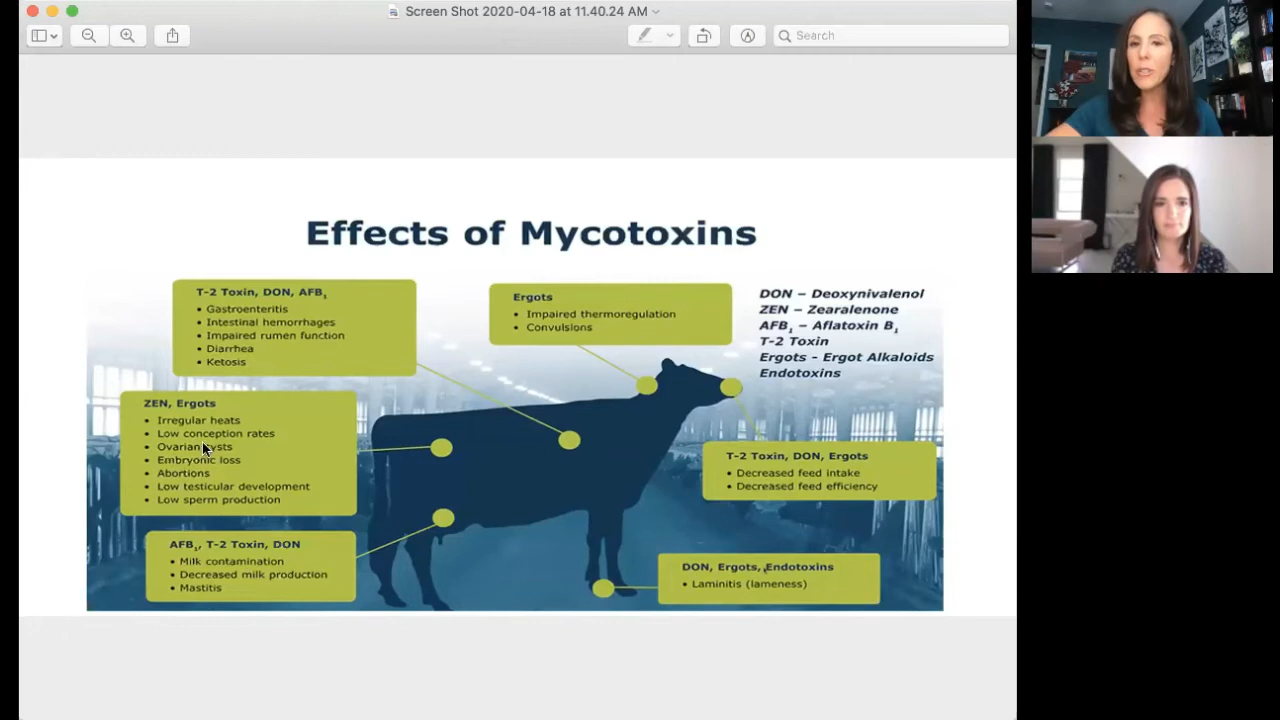 Screen Shot 2020-04-18 at 11.40.24 AM
Search
Effects of Mycotoxins
T-2 Toxin, DON, AFB₁
• Gastroenteritis
• Intestinal hemorrhages
• Impaired rumen function
• Diarrhea
• Ketosis
Ergots
• Impaired thermoregulation
• Convulsions
DON – Deoxynivalenol
ZEN – Zearalenone
AFB₁ – Aflatoxin B₁
T-2 Toxin
Ergots - Ergot Alkaloids
Endotoxins
ZEN, Ergots
• Irregular heats
• Low conception rates
• Ovarian cysts
• Embryonic loss
• Abortions
• Low testicular development
• Low sperm production
T-2 Toxin, DON, Ergots
• Decreased feed intake
• Decreased feed efficiency
AFB₁, T-2 Toxin, DON
• Milk contamination
• Decreased milk production
• Mastitis
DON, Ergots, Endotoxins
• Laminitis (lameness)